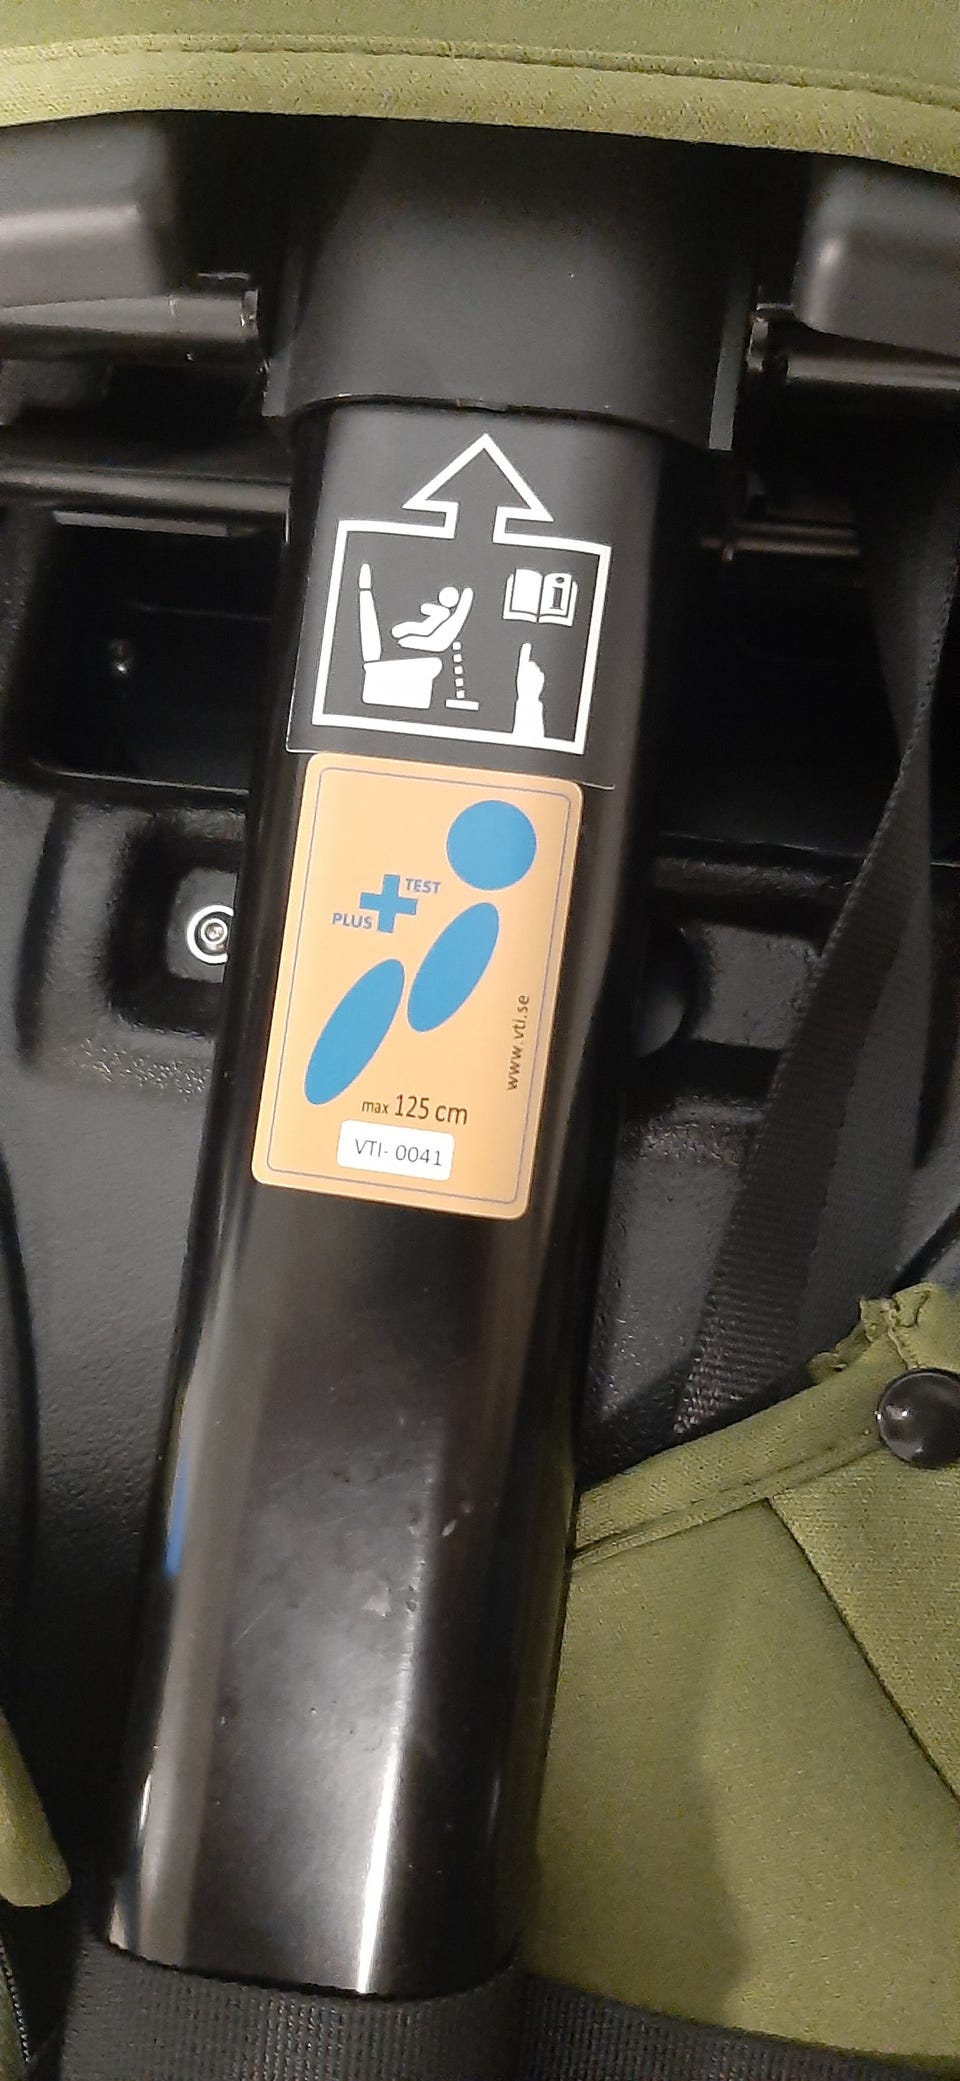 i
TEST
PLUS
www.vti.se
max 125 cm
VTI- 0041